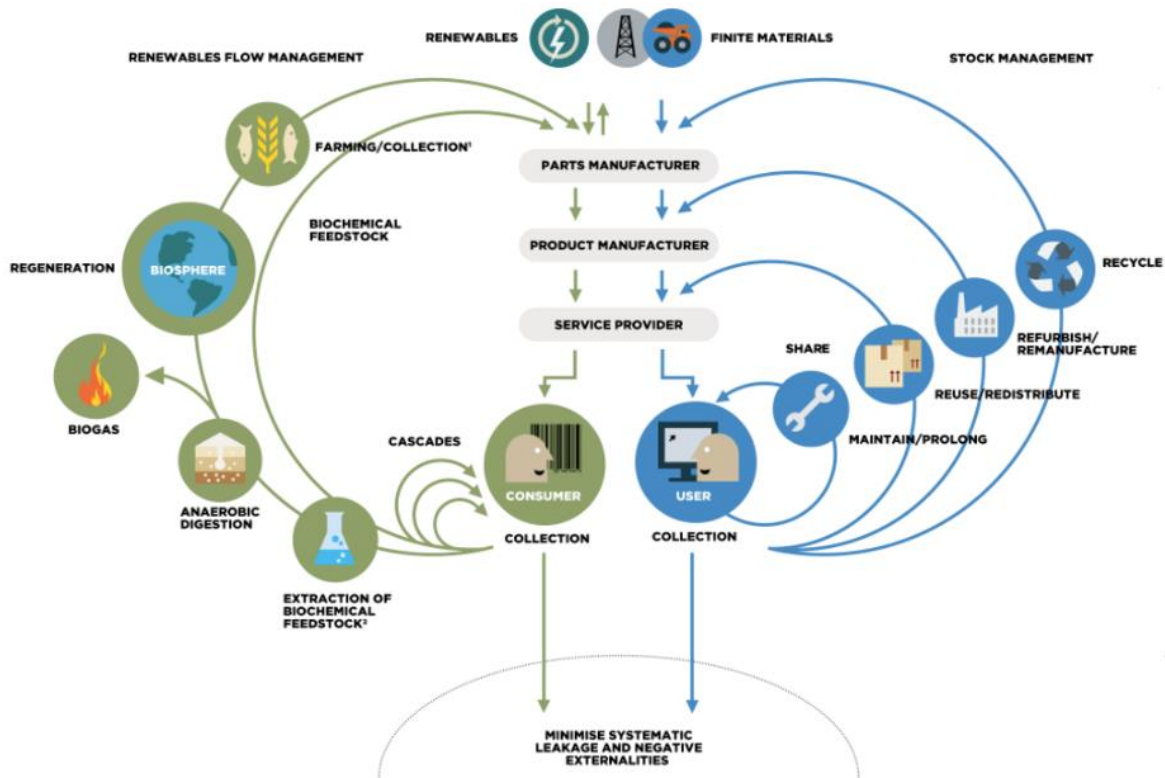 RENEWABLES
FINITE MATERIALS
RENEWABLES FLOW MANAGEMENT
STOCK MANAGEMENT
FARMING/COLLECTION¹
PARTS MANUFACTURER
BIOCHEMICAL
FEEDSTOCK
PRODUCT MANUFACTURER
REGENERATION
BIOSPHERE
RECYCLE
SERVICE PROVIDER
SHARE
REFURBISH/
REMANUFACTURE
REUSE/REDISTRIBUTE
BIOGAS
CASCADES
MAINTAIN/PROLONG
CONSUMER
USER
ANAEROBIC
DIGESTION
COLLECTION
COLLECTION
EXTRACTION OF
BIOCHEMICAL
FEEDSTOCK²
MINIMISE SYSTEMATIC
LEAKAGE AND NEGATIVE
EXTERNALITIES